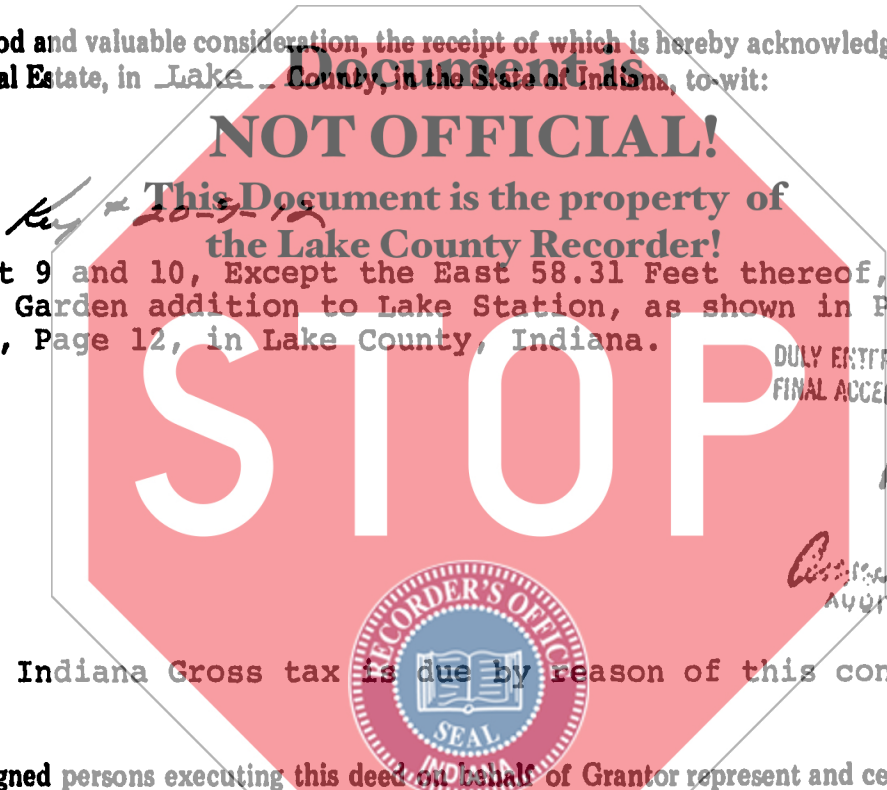 od and valuable consideration, the receipt of which is hereby acknowledg
al Estate, in Lake County, in the State of Indiana, to-wit:
Document is
NOT OFFICIAL!
This Document is the property of
the Lake County Recorder!
Key # 20-5-12
t 9 and 10, Except the East 58.31 Feet thereof,
Garden addition to Lake Station, as shown in P
, Page 12, in Lake County, Indiana.
DULY ENTER
FINAL ACCE
STOP
RECORDER'S OFFIC
SEAL
INDIANA
Indiana Gross tax is due by reason of this con
gned persons executing this deed on behalf of Grantor represent and ce